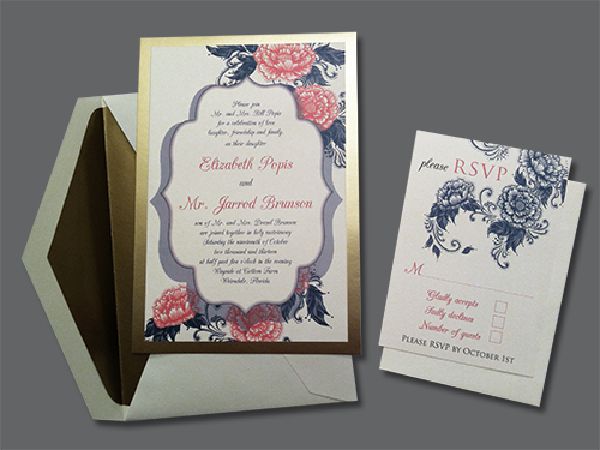 Please join
Mr. and Mrs. Bill Popis
for a celebration of love
laughter, friendship and family
as their daughter
Elizabeth Popis
and
Mr. Jarrod Brunson
son of Mr. and Mrs. Daniel Brunson
are joined together in holy matrimony
Saturday the nineteenth of October
two thousand and thirteen
at half past five o'clock in the evening
at Cotton Farm
Weirsdale, Florida
please RSVP
M
Gladly accepts
Sadly declines
Number of guests
Please RSVP by October 1st